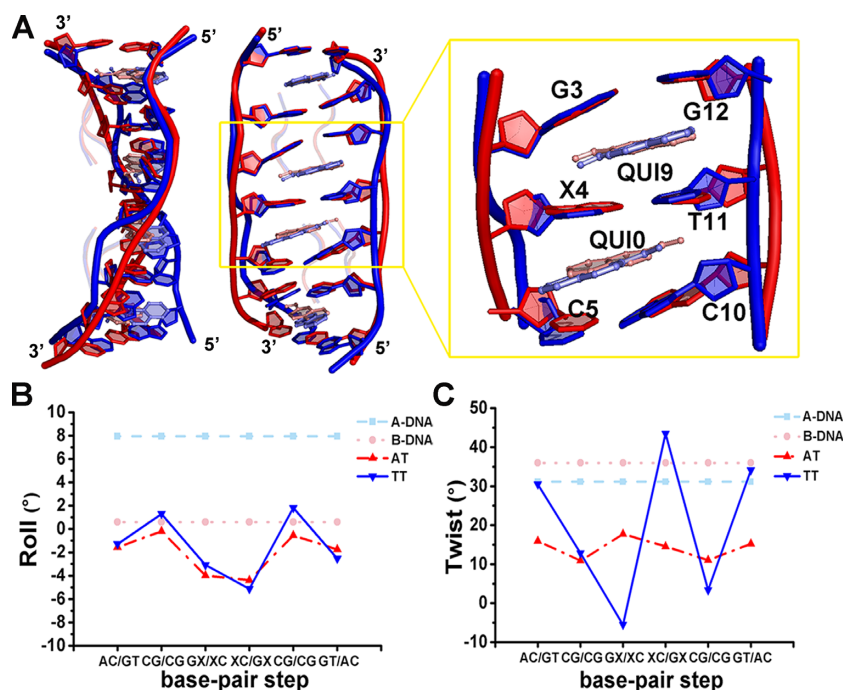 A
3’
5’
5’
3’
3’
5’
3’
5’
G3
G12
QUI9
X4
T11
QUI0
C5
C10
B
10
8
6
4
2
0
-2
-4
-6
-8
-10
Roll (°)
A-DNA
B-DNA
AT
TT
AC/GT CG/CG GX/XC XC/GX CG/CG GT/AC
base-pair step
C
50
40
30
20
10
0
-10
Twist (°)
A-DNA
B-DNA
AT
TT
AC/GT CG/CG GX/XC XC/GX CG/CG GT/AC
base-pair step